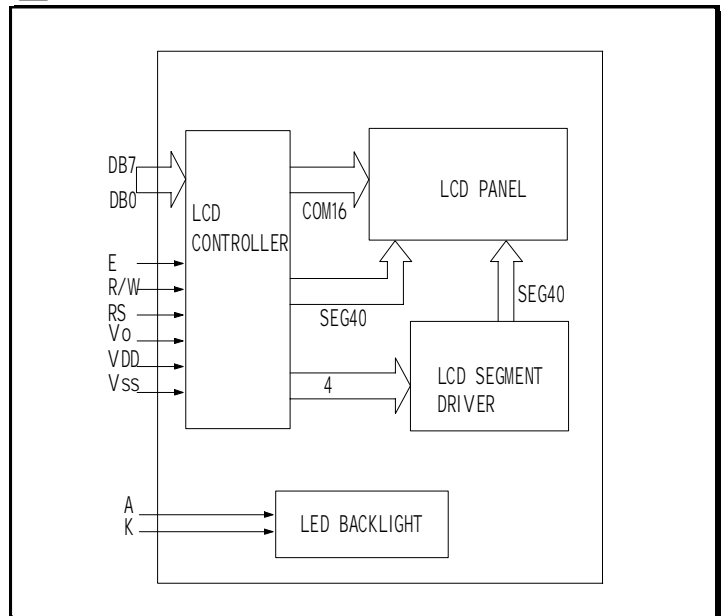 DB7
DB0
LCD
CONTROLLER
COM16
LCD PANEL
E
R/W
RS
Vo
VDD
Vss
SEG40
SEG40
4
LCD SEGMENT
DRIVER
A
K
LED BACKLIGHT